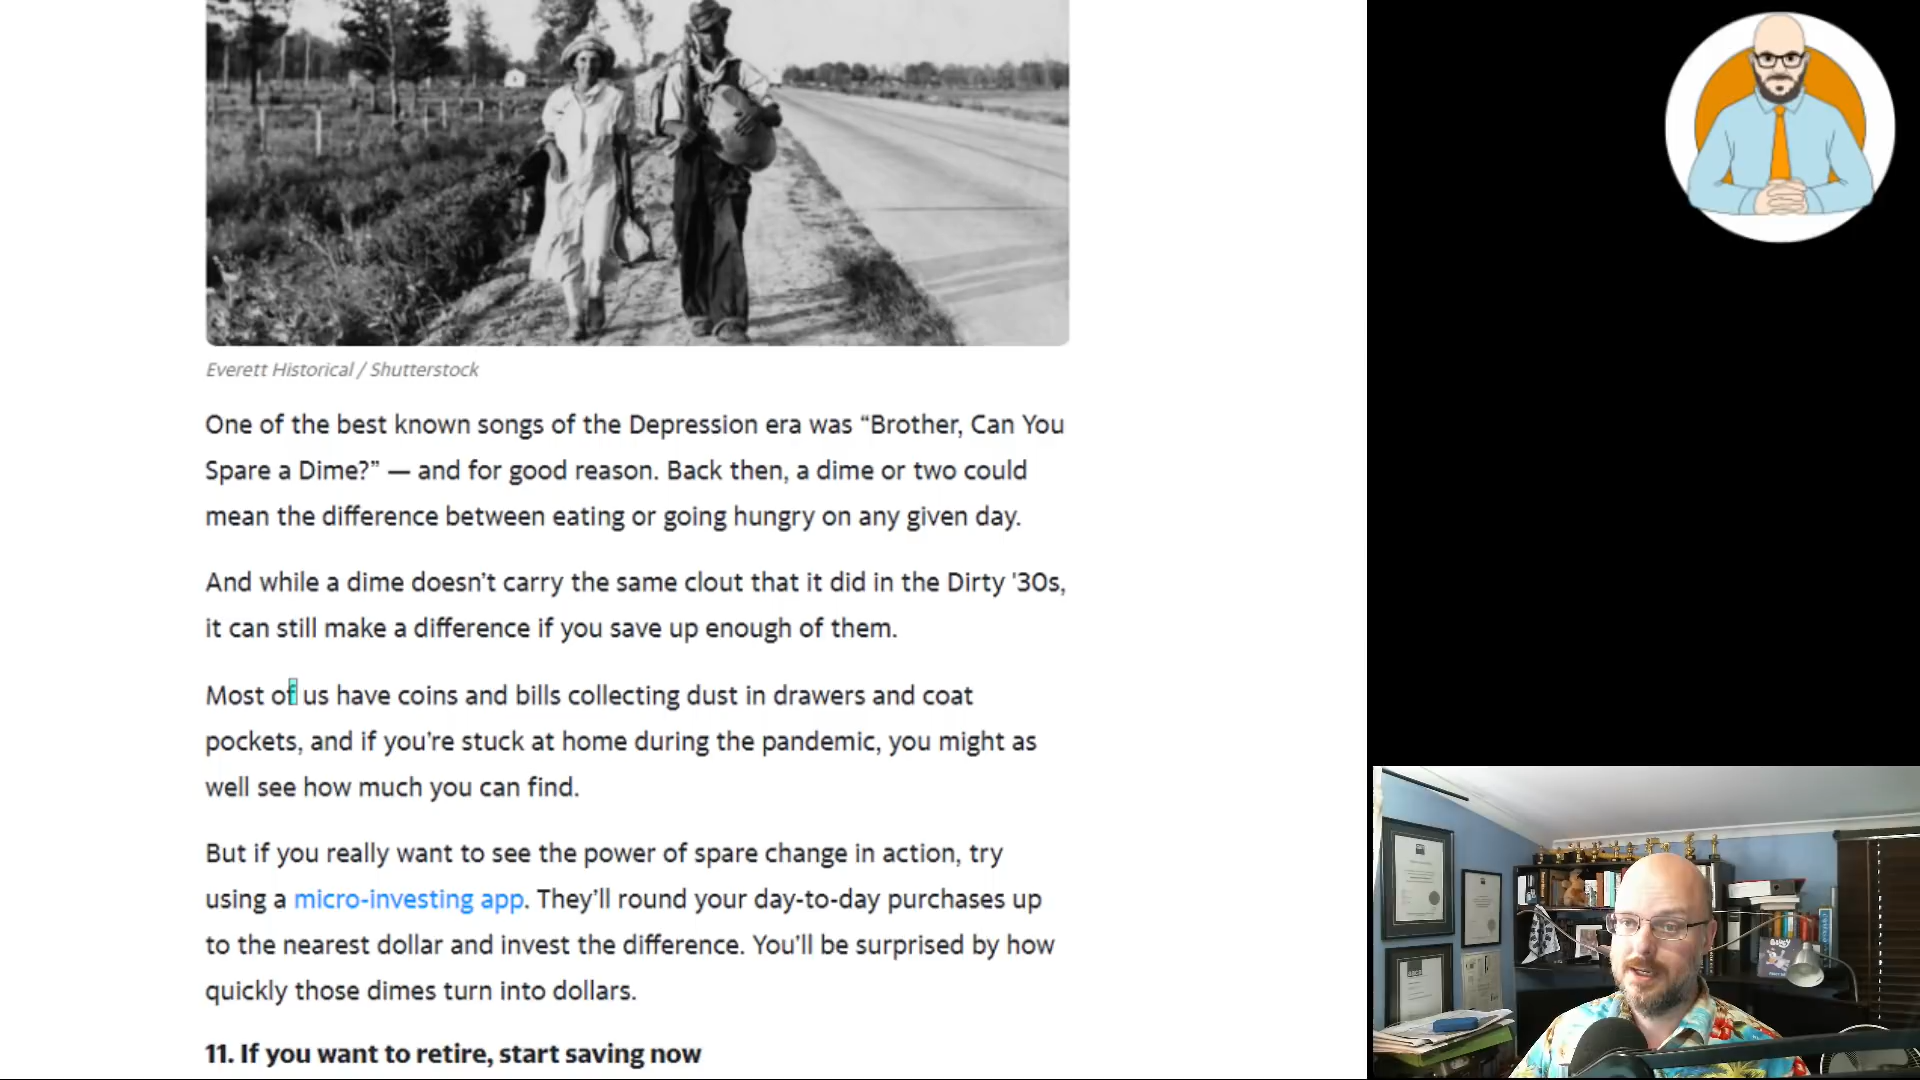 Everett Historical / Shutterstock
One of the best known songs of the Depression era was “Brother, Can You
Spare a Dime?” — and for good reason. Back then, a dime or two could
mean the difference between eating or going hungry on any given day.
And while a dime doesn’t carry the same clout that it did in the Dirty '30s,
it can still make a difference if you save up enough of them.
Most of us have coins and bills collecting dust in drawers and coat
pockets, and if you’re stuck at home during the pandemic, you might as
well see how much you can find.
But if you really want to see the power of spare change in action, try
using a micro-investing app. They’ll round your day-to-day purchases up
to the nearest dollar and invest the difference. You’ll be surprised by how
quickly those dimes turn into dollars.
11. If you want to retire, start saving now